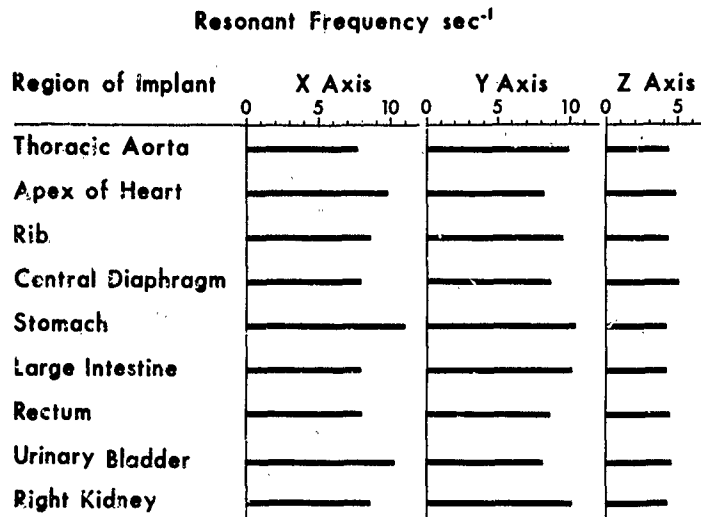 Resonant Frequency sec⁻¹
Region of Implant X Axis Y Axis Z Axis
0 5 10 0 5 10 0 5
Thoracic Aorta
Apex of Heart
Rib
Central Diaphragm
Stomach
Large Intestine
Rectum
Urinary Bladder
Right Kidney